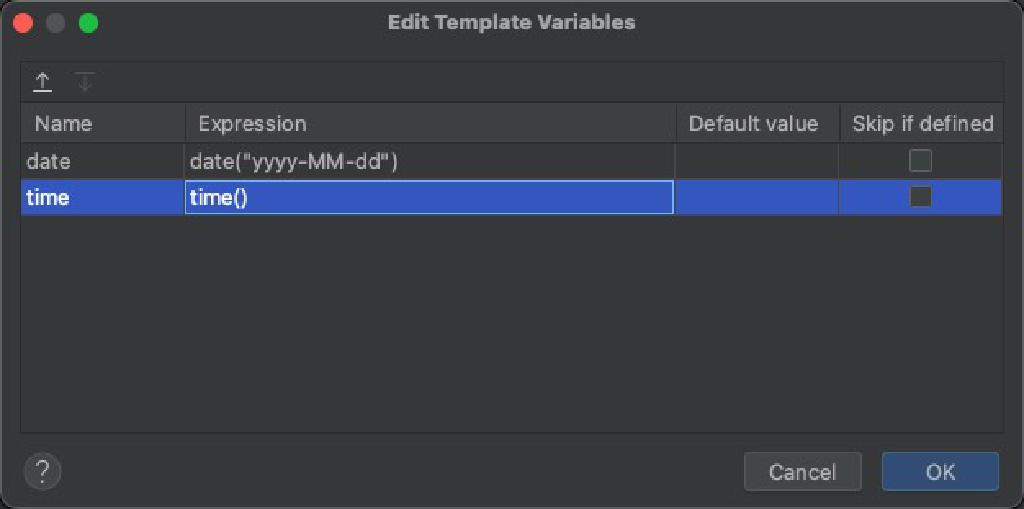 Edit Template Variables
Name Expression Default value Skip if defined
date date("yyyy-MM-dd")
time time()
? Cancel OK